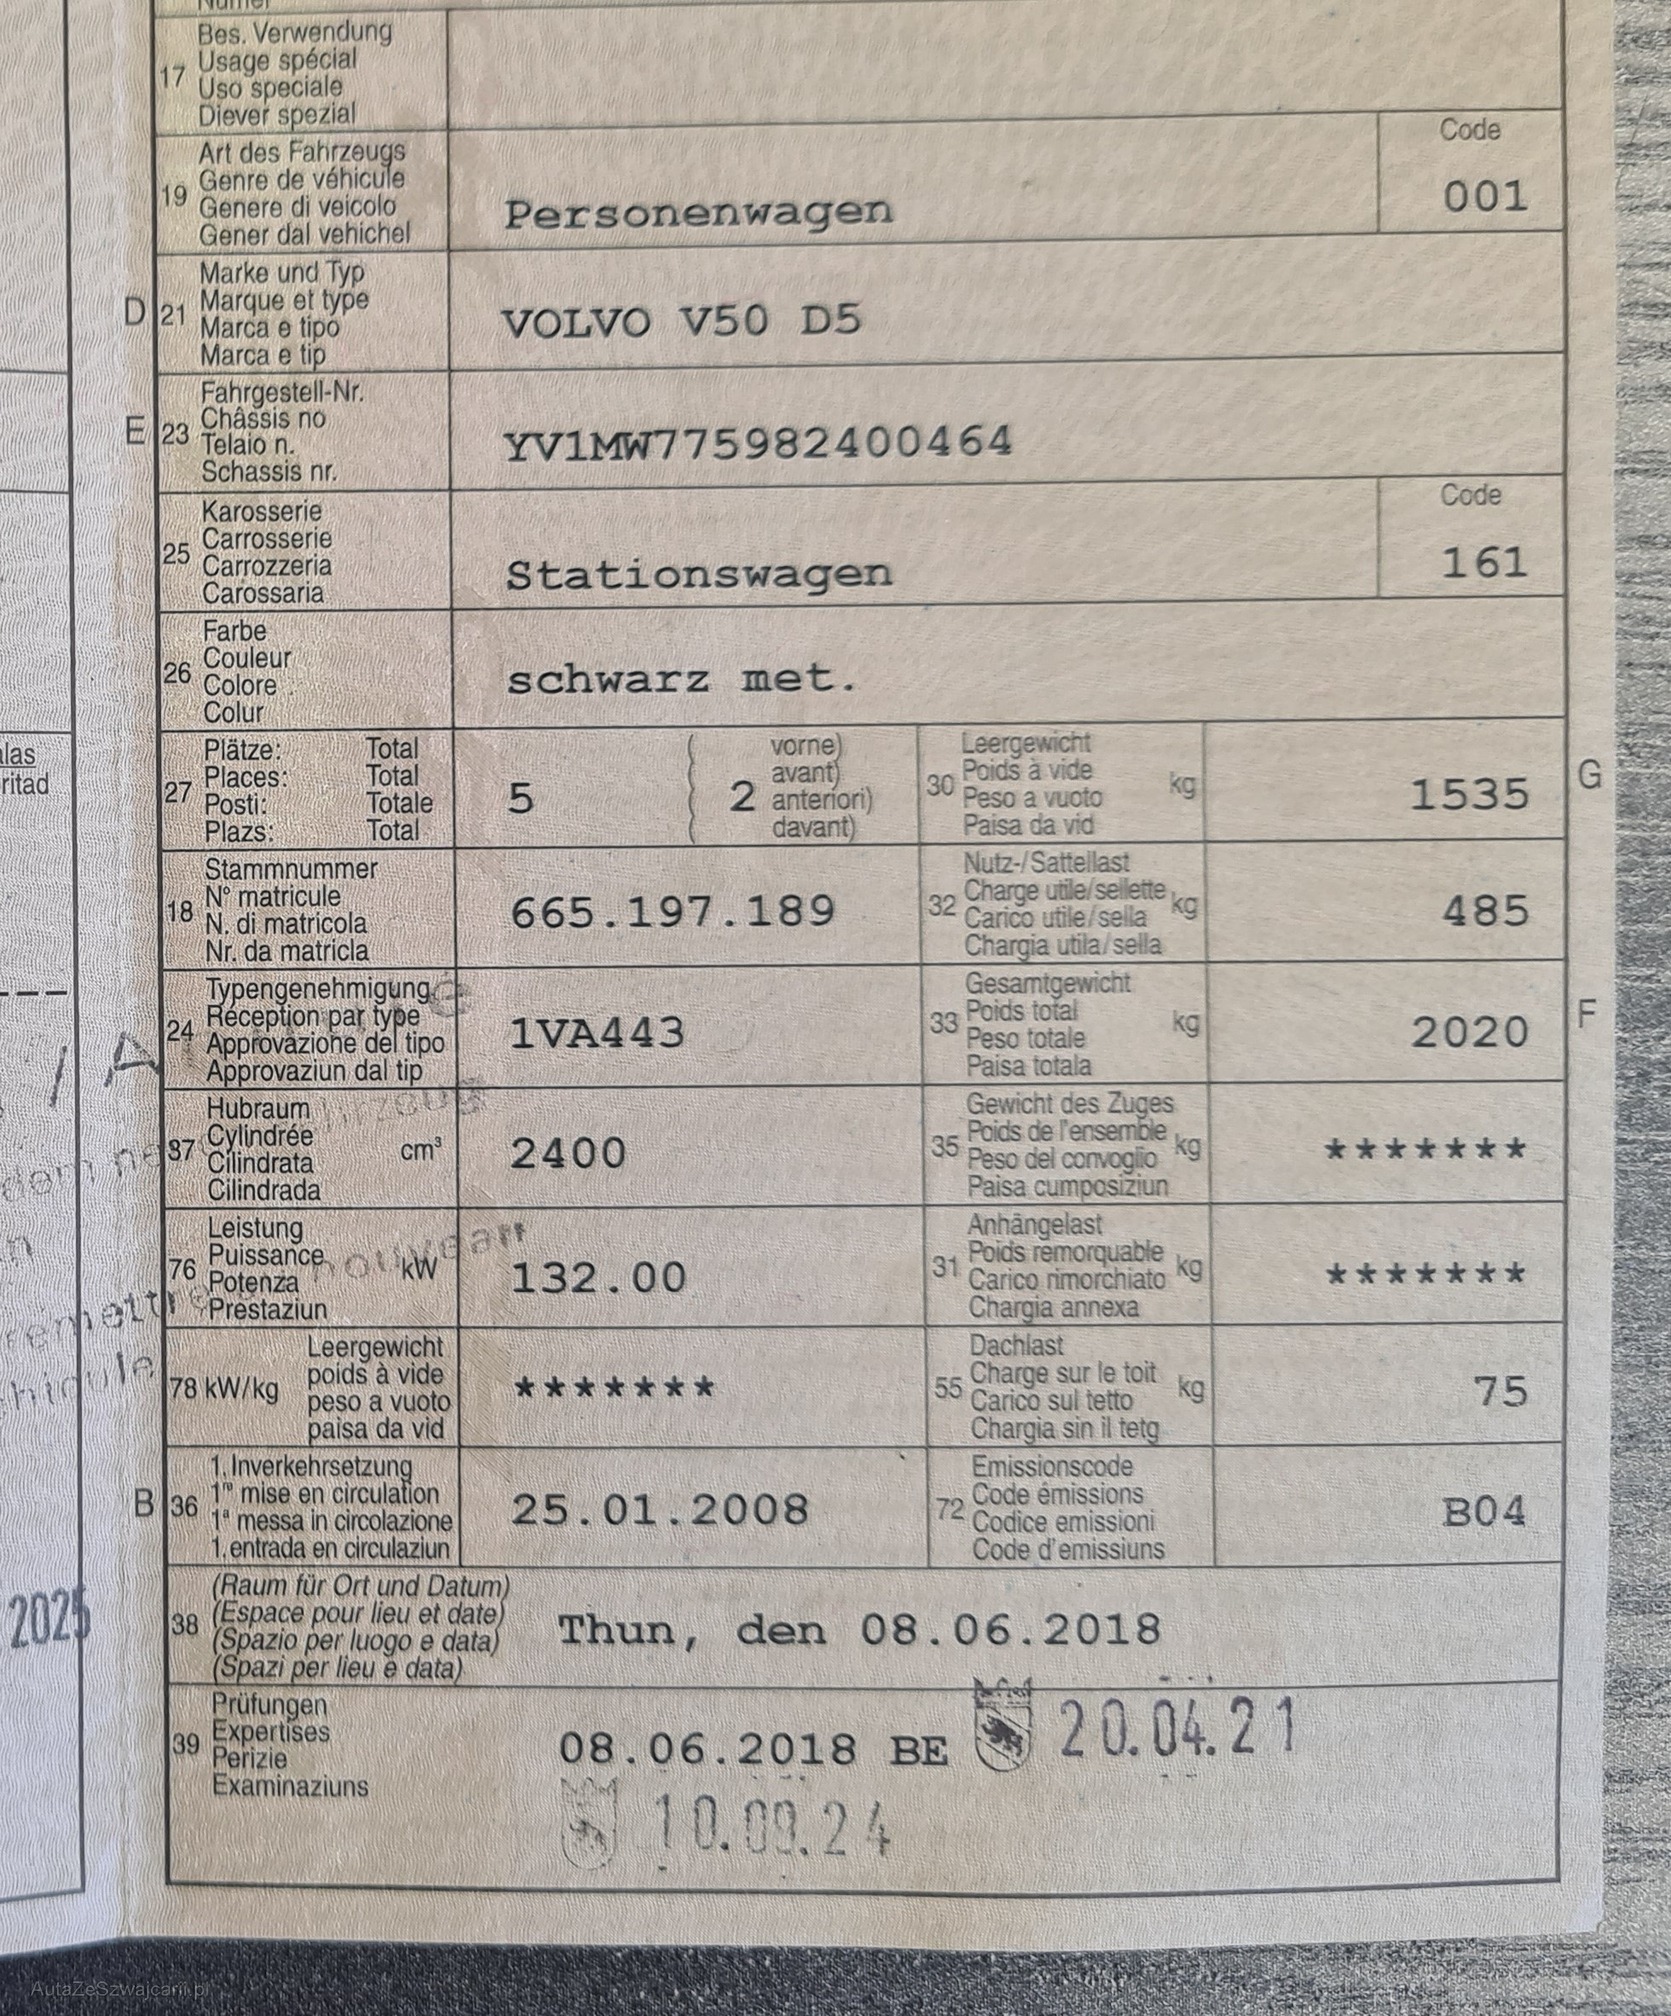 Bes. Verwendung
17 Usage spécial
Uso speciale
Diever spezial
Art des Fahrzeugs
19 Genre de véhicule
Genere di veicolo
Gener dal vehichel
Personenwagen
Code
001
Marke und Typ
D 21 Marque et type
Marca e tipo
Marca e tip
VOLVO V50 D5
Fahrgestell-Nr.
E 23 Châssis no
Telaio n.
Schassis nr.
YV1MW775982400464
Karosserie
25 Carrosserie
Carrozzeria
Carossaria
Stationswagen
Code
161
Farbe
26 Couleur
Colore
Colur
schwarz met.
Plätze: Total
27 Places: Total
Posti: Totale
Plazs: Total
5
2
vorne)
avant)
anteriori)
davant)
Leergewicht
30 Poids à vide kg
Peso a vuoto
Paisa da vid
1535
G
Stammnummer
18 N° matricule
N. di matricola
Nr. da matricla
665.197.189
Nutz-/Sattellast
32 Charge utile/sellette kg
Carico utile/sella
Chargia utila/sella
485
Typengenehmigung
24 Réception par type
Approvazione del tipo
Approvaziun dal tip
1VA443
Gesamtgewicht
33 Poids total kg
Peso totale
Paisa totala
2020
F
Hubraum
37 Cylindrée cm³
Cilindrata
Cilindrada
2400
Gewicht des Zuges
35 Poids de l'ensemble kg
Peso del convoglio
Paisa cumposiziun
*******
Leistung
76 Puissance kW
Potenza
Prestaziun
132.00
Anhängelast
31 Poids remorquable kg
Carico rimorchiato
Chargia annexa
*******
Leergewicht
78 kW/kg poids à vide
peso a vuoto
paisa da vid
*******
Dachlast
55 Charge sur le toit kg
Carico sul tetto
Chargia sin il tetg
75
1. Inverkehrsetzung
B 36 1re mise en circulation
1a messa in circolazione
1. entrada en circulaziun
25.01.2008
Emissionscode
72 Code émissions
Codice emissioni
Code d'emissiuns
B04
(Raum für Ort und Datum)
38 (Espace pour lieu et date)
(Spazio per luogo e data)
(Spazi per lieu e data)
Thun, den 08.06.2018
Prüfungen
39 Expertises
Perizie
Examinaziuns
08.06.2018 BE 20.04.21
10.09.24
2025
AutaZeSzwajcarii.pl